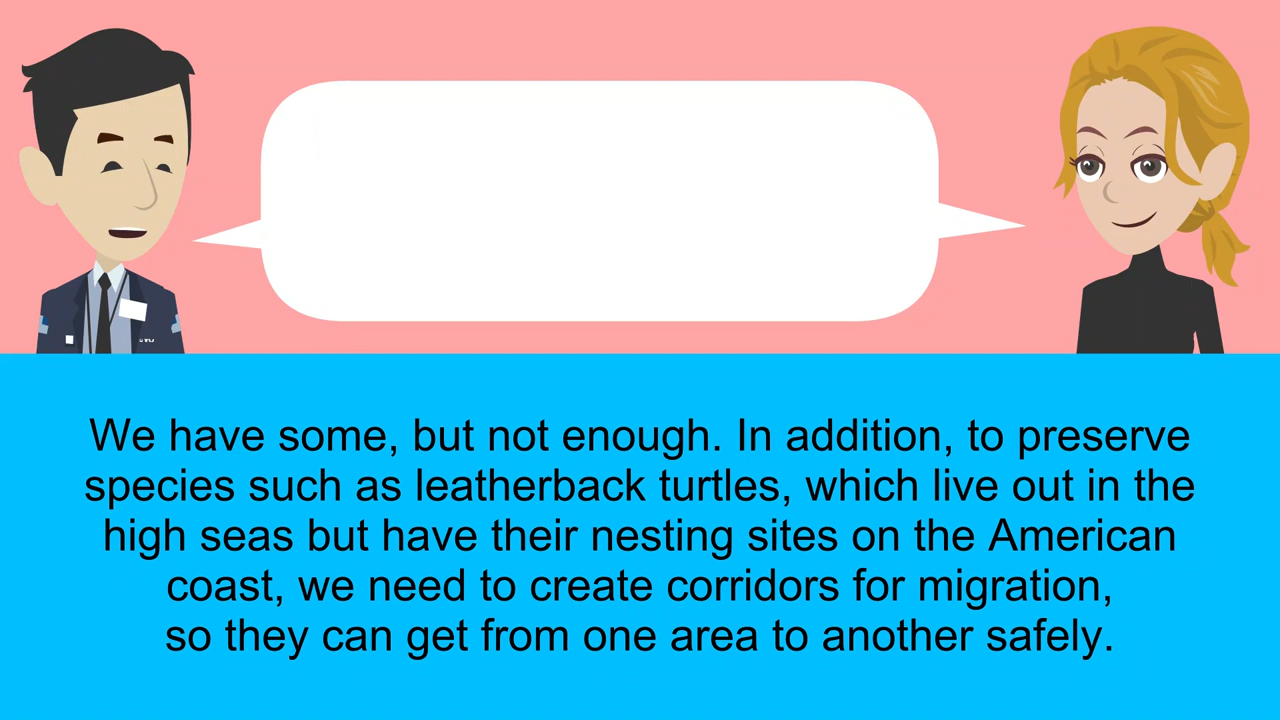 We have some, but not enough. In addition, to preserve
species such as leatherback turtles, which live out in the
high seas but have their nesting sites on the American
coast, we need to create corridors for migration,
so they can get from one area to another safely.